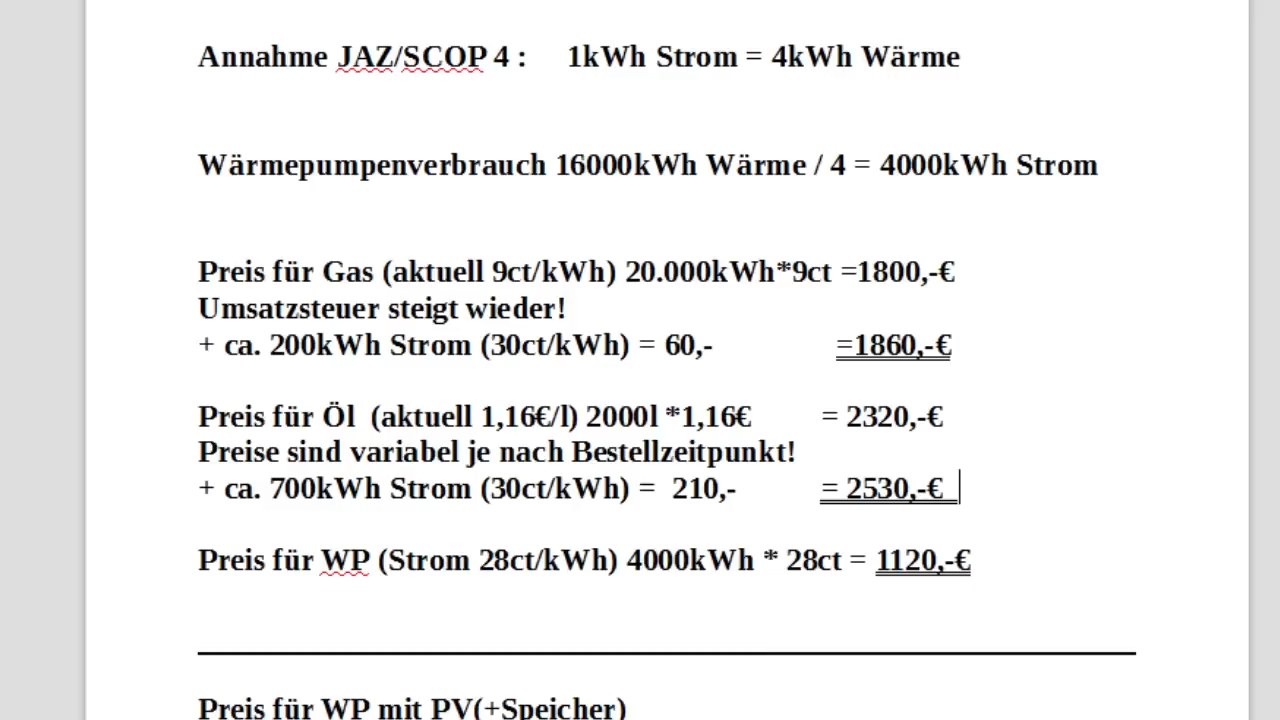 Annahme JAZ/SCOP 4 : 1kWh Strom = 4kWh Wärme
Wärmepumpenverbrauch 16000kWh Wärme / 4 = 4000kWh Strom
Preis für Gas (aktuell 9ct/kWh) 20.000kWh*9ct =1800,-€
Umsatzsteuer steigt wieder!
+ ca. 200kWh Strom (30ct/kWh) = 60,- =1860,-€
Preis für Öl (aktuell 1,16€/l) 2000l *1,16€ = 2320,-€
Preise sind variabel je nach Bestellzeitpunkt!
+ ca. 700kWh Strom (30ct/kWh) = 210,- = 2530,-€
Preis für WP (Strom 28ct/kWh) 4000kWh * 28ct = 1120,-€
Preis für WP mit PV(+Speicher)